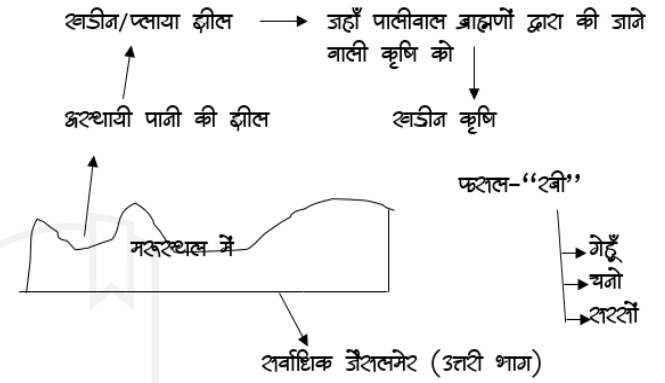 खडीन/प्लाया झील → जहाँ पालीवाल ब्राह्मणों द्वारा की जाने
वाली कृषि को
अस्थायी पानी की झील
खडीन कृषि
फसल-“रबी”
मरूस्थल में
गेहूँ
चनो
सरसों
सर्वाधिक जैसलमेर (उत्तरी भाग)